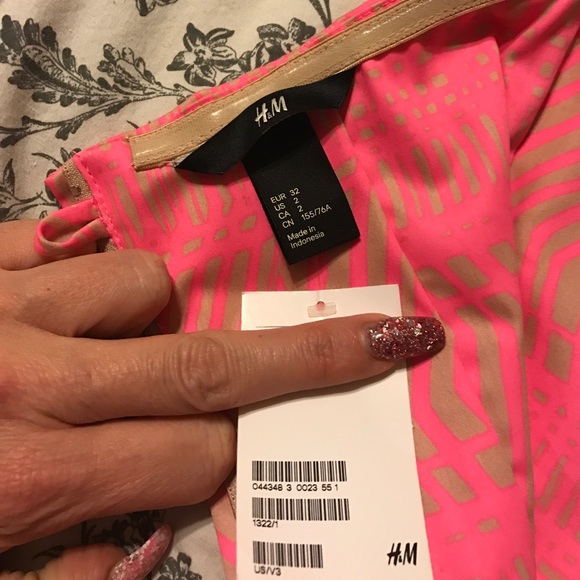 H&M
EUR 32
US 2
CA 2
CN 155/76A
Made in
Indonesia
044348 3 0023 55 1
1322/1
US/V3
H&M